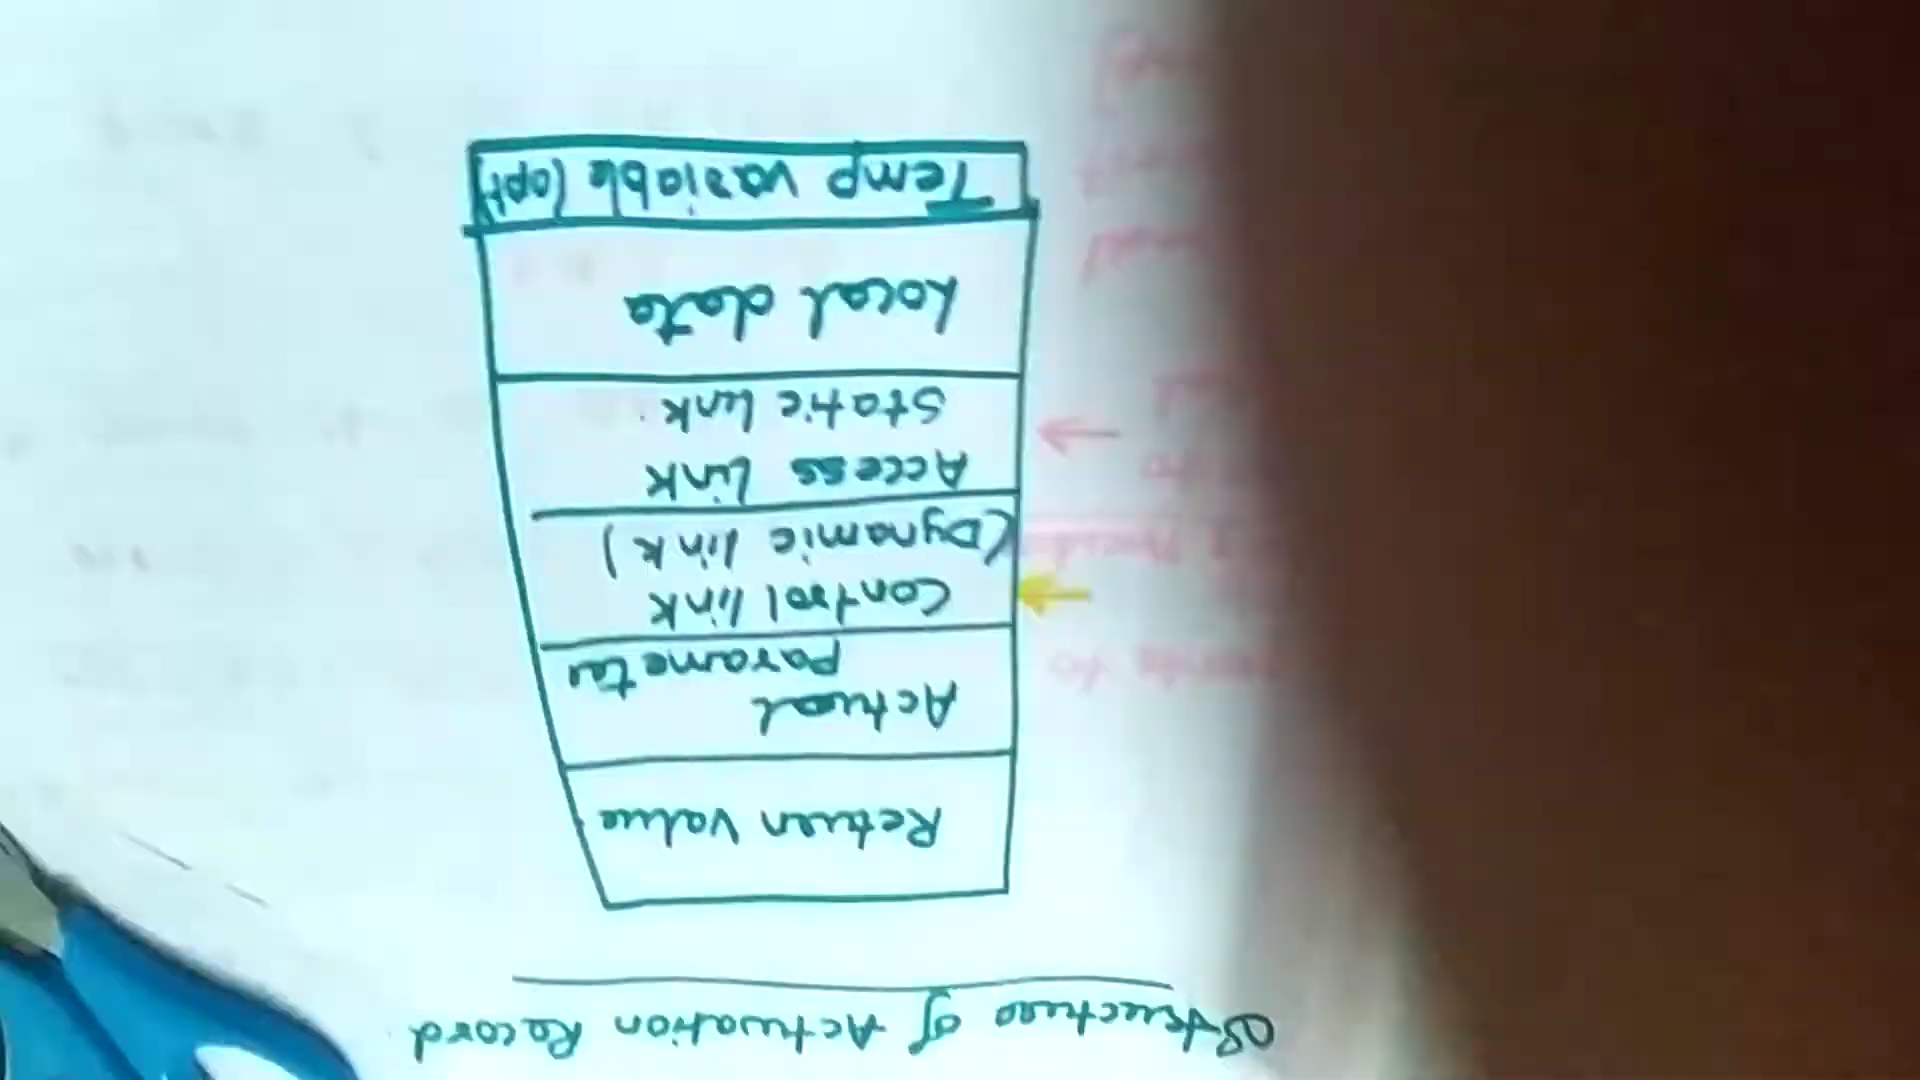 Structure of Activation Record
Return value
Actual
Parameter
Control link
(Dynamic link)
Access Link
Static link
Local data
Temp variable (opt)